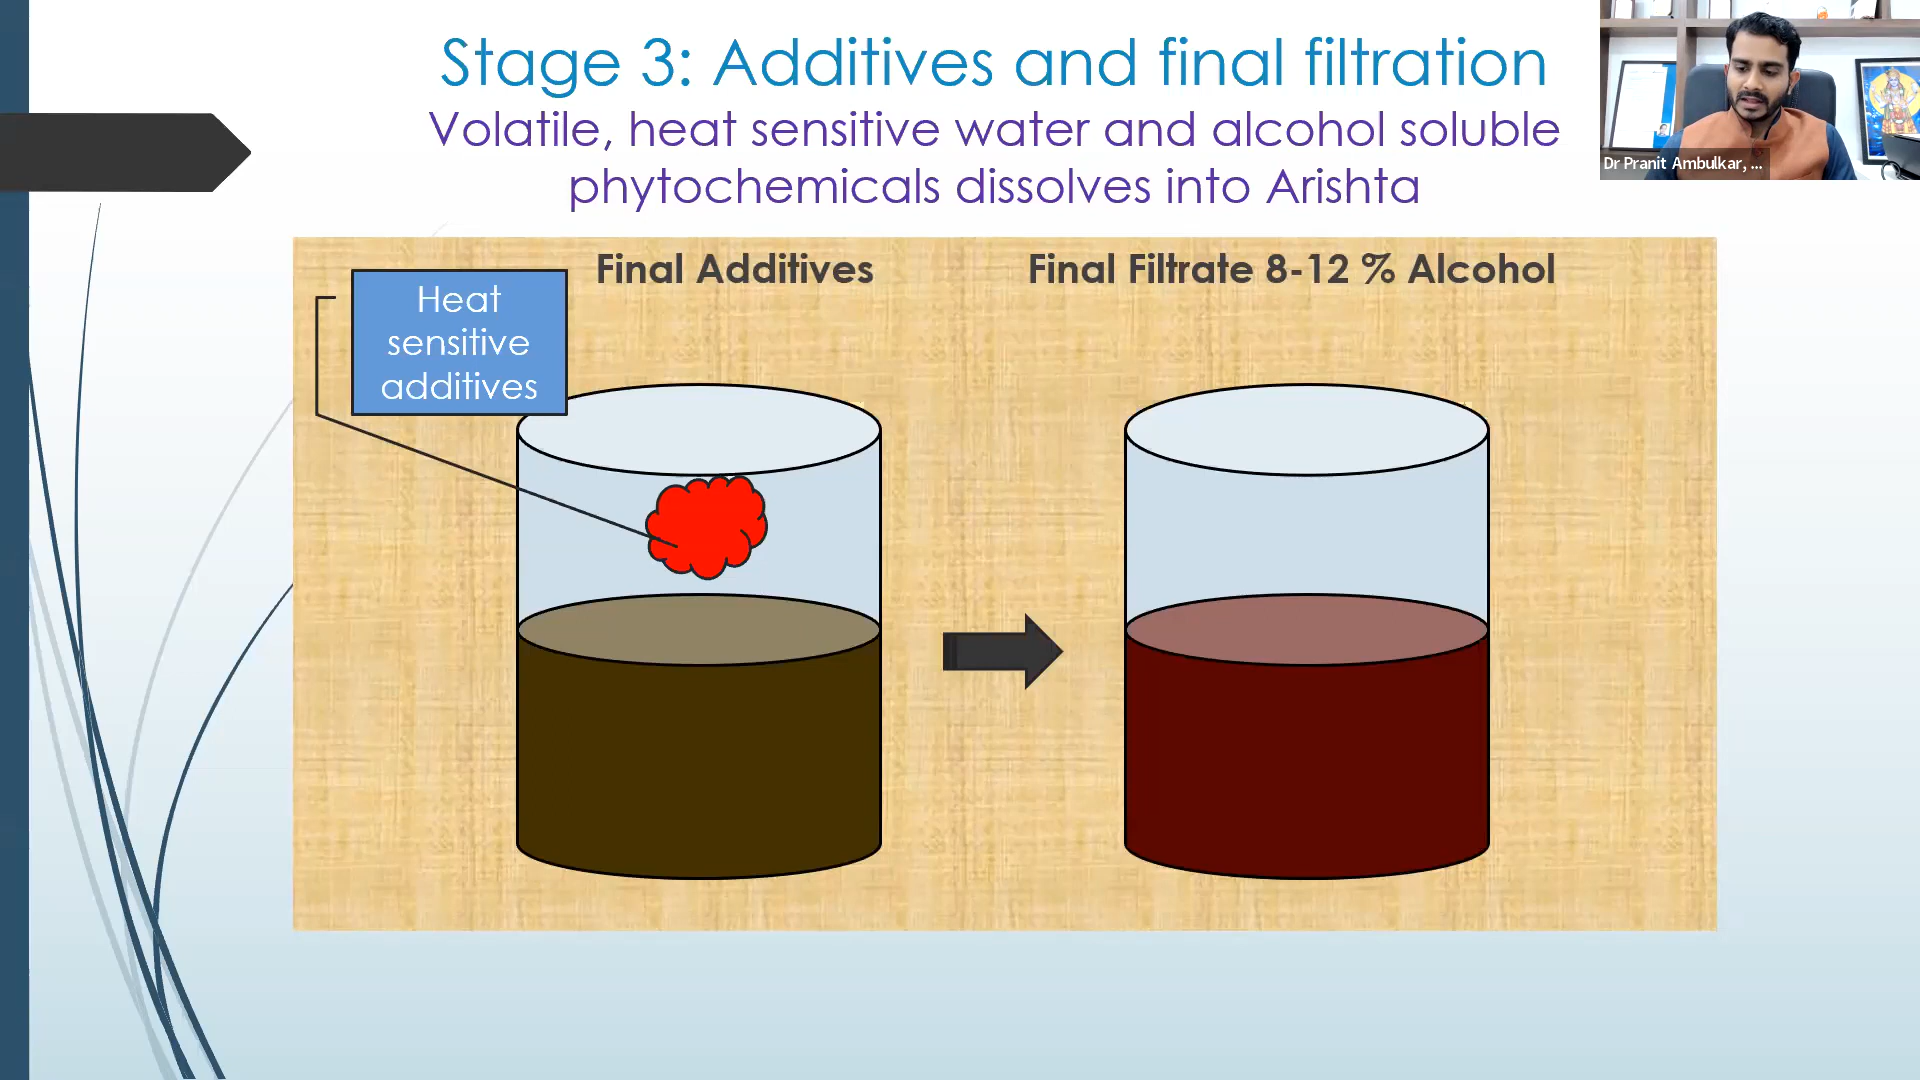 Stage 3: Additives and final filtration
Volatile, heat sensitive water and alcohol soluble
phytochemicals dissolves into Arishta
Dr Pranit Ambulkar, ...
Final Additives
Final Filtrate 8-12 % Alcohol
Heat
sensitive
additives